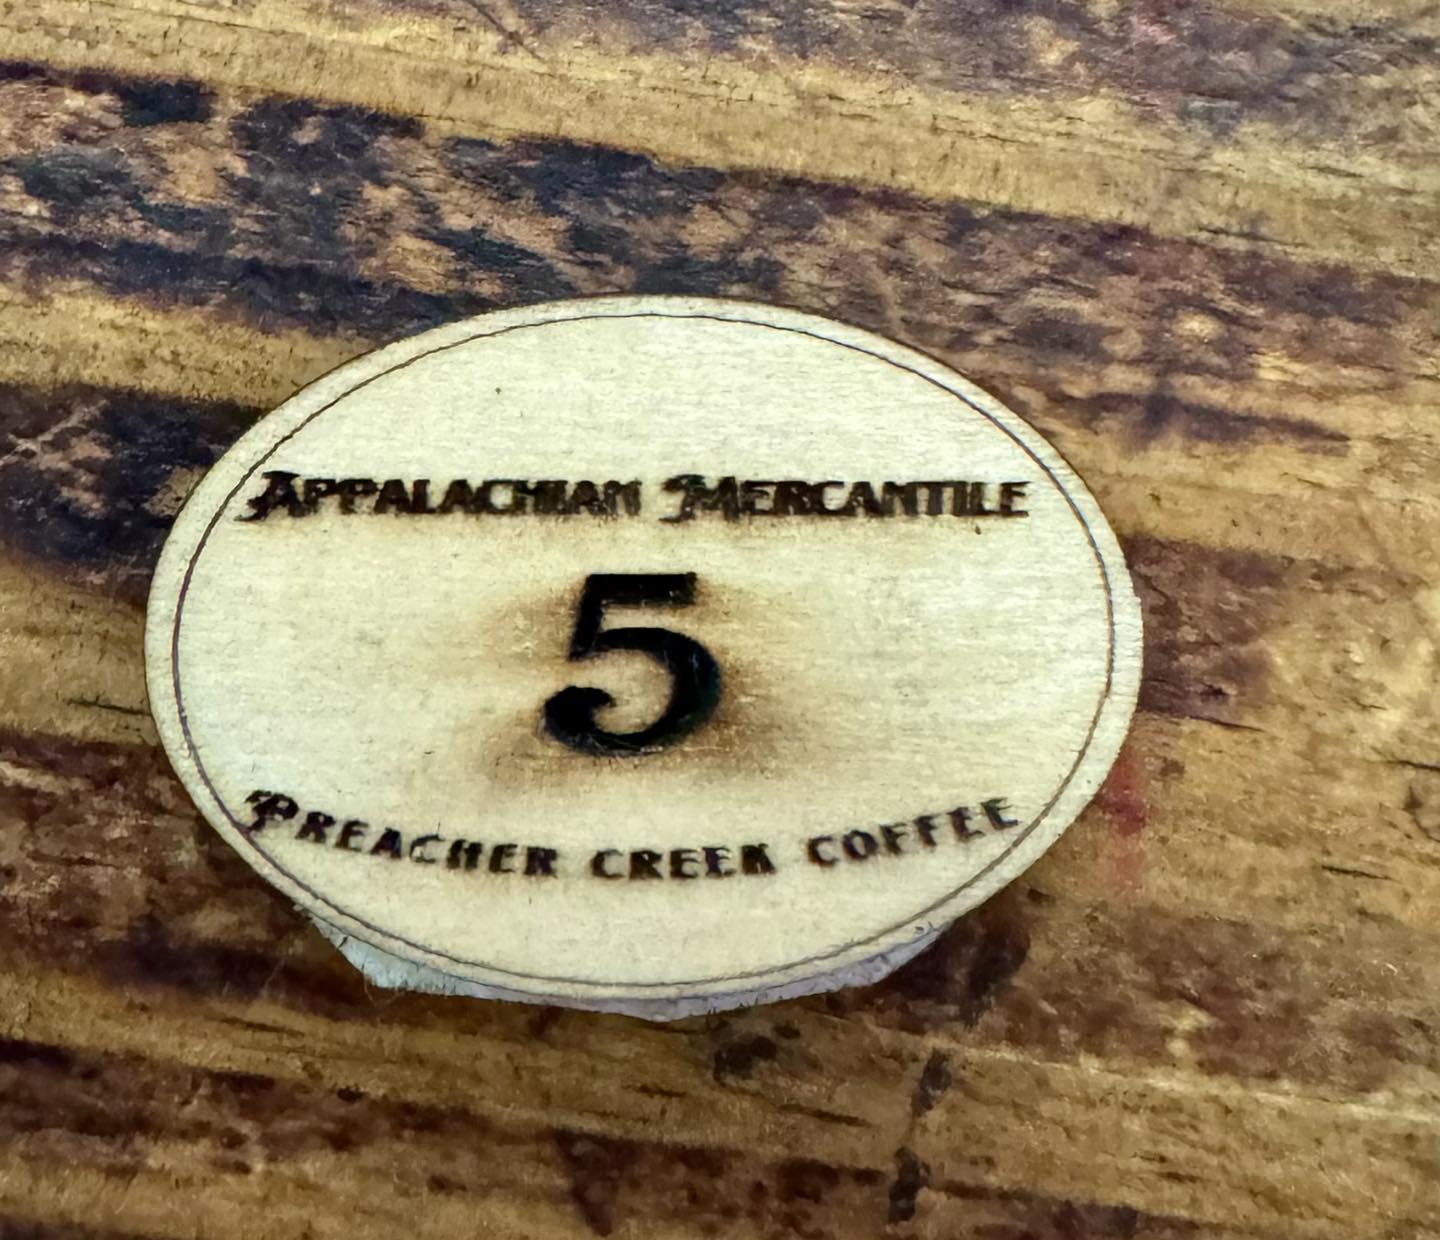 Appalachian Mercantile
5
Preacher creek coffee